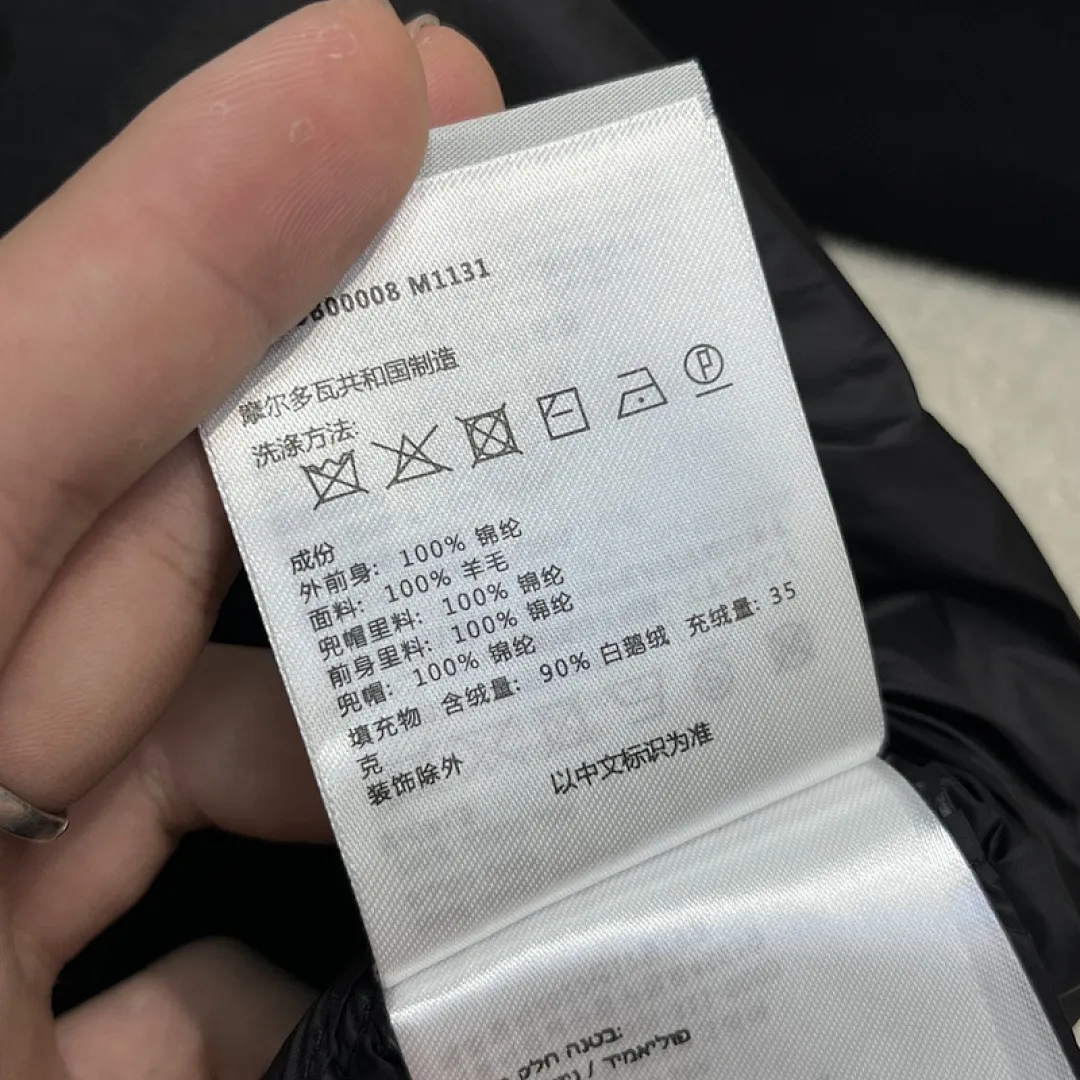 B00008 M1131
摩尔多瓦共和国制造
洗涤方法:
P
成份
外前身: 100% 锦纶
面料: 100% 羊毛
兜帽里料: 100% 锦纶
前身里料: 100% 锦纶
兜帽: 100% 锦纶
填充物 含绒量: 90% 白鹅绒 充绒量: 35
克
装饰除外
以中文标识为准
בטנה חלק
פוליאמיד /